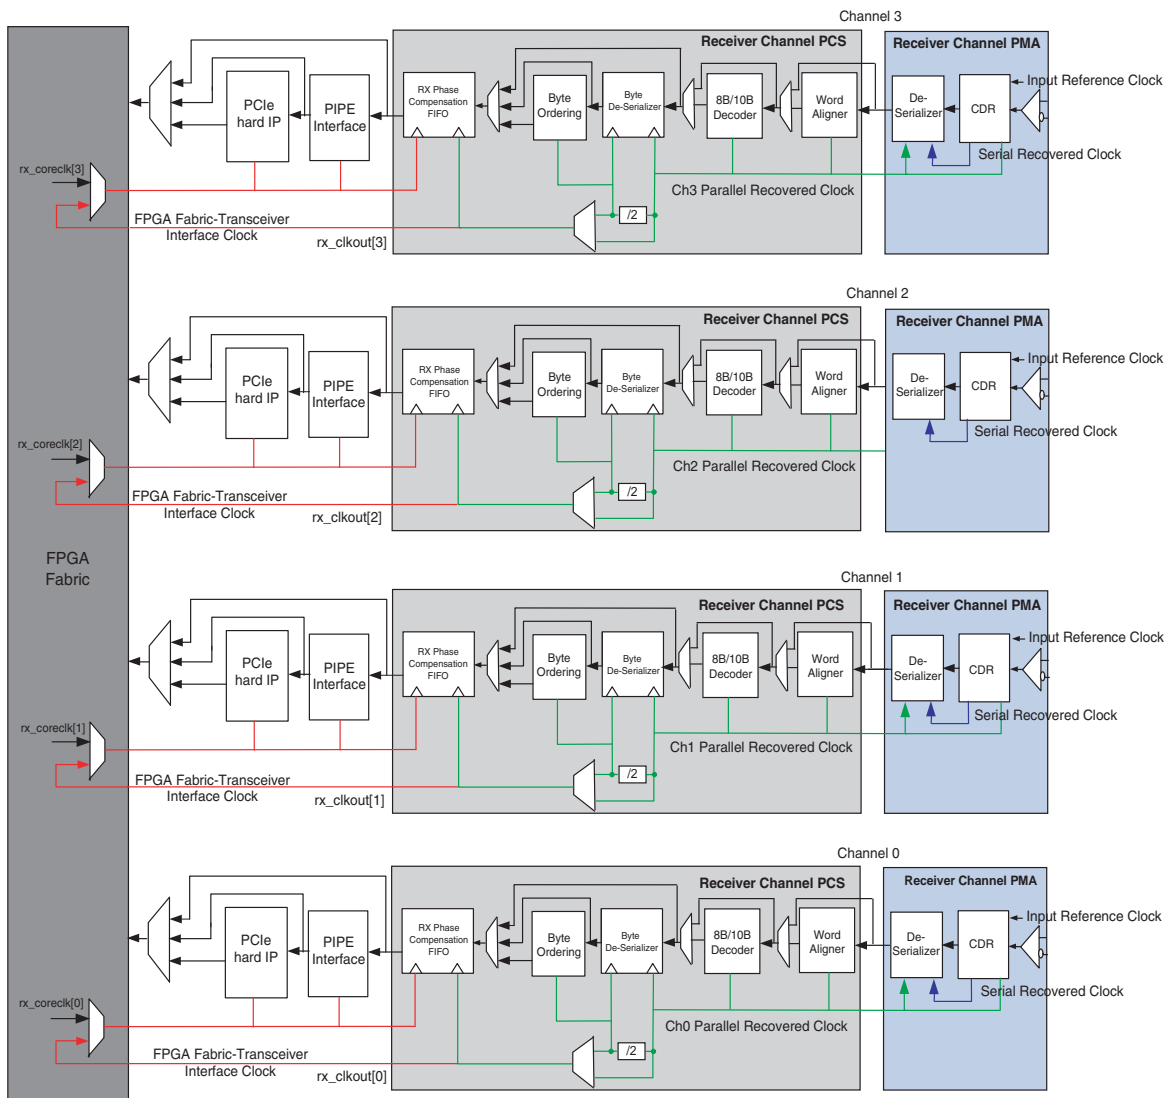 Channel 3
Receiver Channel PCS
Receiver Channel PMA
Input Reference Clock
PCIe
hard IP
PIPE
Interface
RX Phase
Compensation
FIFO
Byte
Ordering
Byte
De-Serializer
8B/10B
Decoder
Word
Aligner
De-
Serializer
CDR
Serial Recovered Clock
rx_coreclk[3]
Ch3 Parallel Recovered Clock
FPGA Fabric-Transceiver
Interface Clock
rx_clkout[3]
/2
Channel 2
Receiver Channel PCS
Receiver Channel PMA
Input Reference Clock
PCIe
hard IP
PIPE
Interface
RX Phase
Compensation
FIFO
Byte
Ordering
Byte
De-Serializer
8B/10B
Decoder
Word
Aligner
De-
Serializer
CDR
Serial Recovered Clock
rx_coreclk[2]
Ch2 Parallel Recovered Clock
FPGA Fabric-Transceiver
Interface Clock
rx_clkout[2]
/2
FPGA
Fabric
Channel 1
Receiver Channel PCS
Receiver Channel PMA
Input Reference Clock
PCIe
hard IP
PIPE
Interface
RX Phase
Compensation
FIFO
Byte
Ordering
Byte
De-Serializer
8B/10B
Decoder
Word
Aligner
De-
Serializer
CDR
Serial Recovered Clock
rx_coreclk[1]
Ch1 Parallel Recovered Clock
FPGA Fabric-Transceiver
Interface Clock
rx_clkout[1]
/2
Channel 0
Receiver Channel PCS
Receiver Channel PMA
Input Reference Clock
PCIe
hard IP
PIPE
Interface
RX Phase
Compensation
FIFO
Byte
Ordering
Byte
De-Serializer
8B/10B
Decoder
Word
Aligner
De-
Serializer
CDR
Serial Recovered Clock
rx_coreclk[0]
Ch0 Parallel Recovered Clock
FPGA Fabric-Transceiver
Interface Clock
rx_clkout[0]
/2